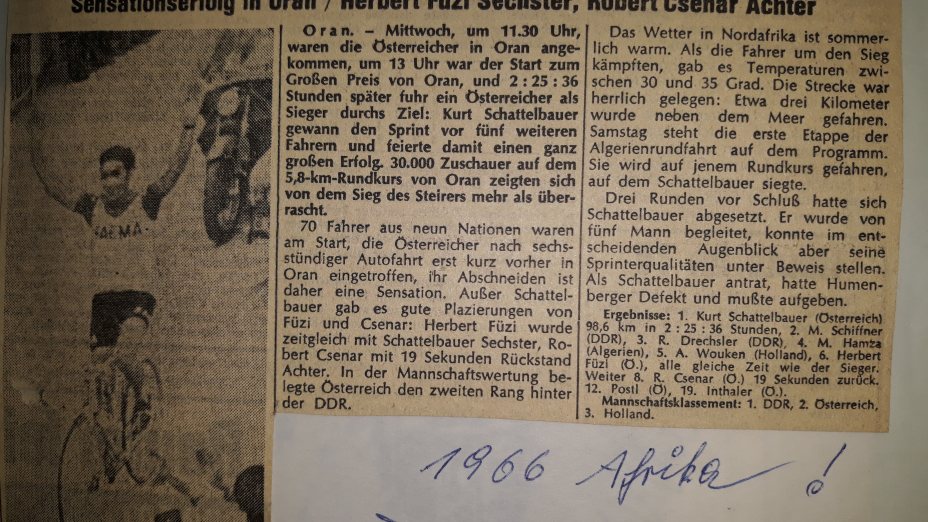 Sensationserfolg in Oran / Herbert Füzi Sechster, Robert Csenar Achter
Oran. – Mittwoch, um 11.30 Uhr,
waren die Österreicher in Oran ange-
kommen, um 13 Uhr war der Start zum
Großen Preis von Oran, und 2 : 25 : 36
Stunden später fuhr ein Österreicher als
Sieger durchs Ziel: Kurt Schattelbauer
gewann den Sprint vor fünf weiteren
Fahrern und feierte damit einen ganz
großen Erfolg. 30.000 Zuschauer auf dem
5,8-km-Rundkurs von Oran zeigten sich
von dem Sieg des Steirers mehr als über-
rascht.
70 Fahrer aus neun Nationen waren
am Start, die Österreicher nach sechs-
stündiger Autofahrt erst kurz vorher in
Oran eingetroffen, ihr Abschneiden ist
daher eine Sensation. Außer Schattel-
bauer gab es gute Plazierungen von
Füzi und Csenar: Herbert Füzi wurde
zeitgleich mit Schattelbauer Sechster, Ro-
bert Csenar mit 19 Sekunden Rückstand
Achter. In der Mannschaftswertung be-
legte Österreich den zweiten Rang hinter
der DDR.
Das Wetter in Nordafrika ist sommer-
lich warm. Als die Fahrer um den Sieg
kämpften, gab es Temperaturen zwi-
schen 30 und 35 Grad. Die Strecke war
herrlich gelegen: Etwa drei Kilometer
wurde neben dem Meer gefahren.
Samstag steht die erste Etappe der
Algerienrundfahrt auf dem Programm.
Sie wird auf jenem Rundkurs gefahren,
auf dem Schattelbauer siegte.
Drei Runden vor Schluß hatte sich
Schattelbauer abgesetzt. Er wurde von
fünf Mann begleitet, konnte im ent-
scheidenden Augenblick aber seine
Sprinterqualitäten unter Beweis stellen.
Als Schattelbauer antrat, hatte Humen-
berger Defekt und mußte aufgeben.
Ergebnisse: 1. Kurt Schattelbauer (Österreich)
98,6 km in 2 : 25 : 36 Stunden, 2. M. Schiffner
(DDR), 3. R. Drechsler (DDR), 4. M. Hamza
(Algerien), 5. A. Wouken (Holland), 6. Herbert
Füzi (Ö.), alle gleiche Zeit wie der Sieger.
Weiter 8. R. Csenar (Ö.) 19 Sekunden zurück.
12. Postl (Ö), 19. Inthaler (Ö.).
Mannschaftsklassement: 1. DDR, 2. Österreich,
3. Holland.
1966 Afrika !